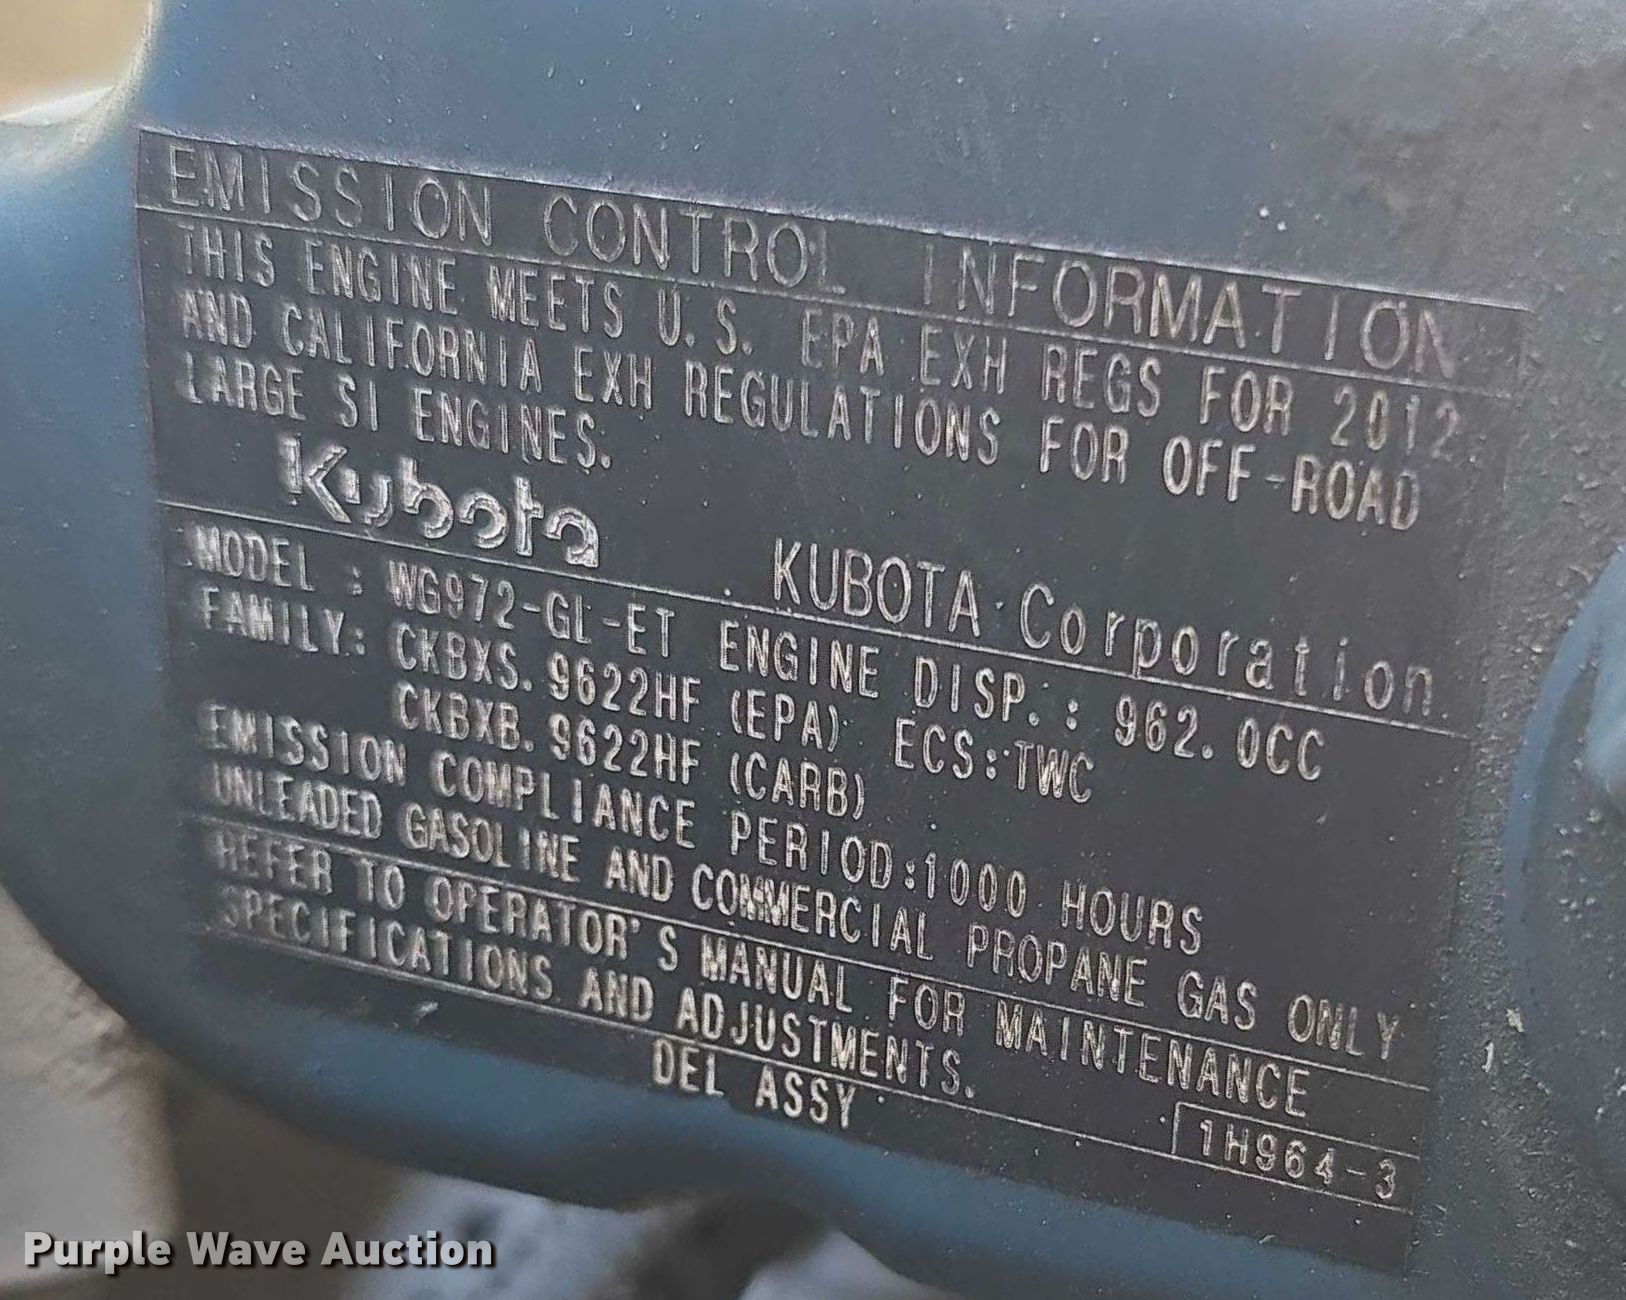 EMISSION CONTROL INFORMATION
THIS ENGINE MEETS U.S. EPA EXH REGS FOR 2012
AND CALIFORNIA EXH REGULATIONS FOR OFF-ROAD
LARGE SI ENGINES.
Kubota KUBOTA Corporation
MODEL : WG972-GL-ET ENGINE DISP. : 962.0CC
FAMILY: CKBXS.9622HF (EPA) ECS:TWC
CKBXB.9622HF (CARB)
EMISSION COMPLIANCE PERIOD:1000 HOURS
UNLEADED GASOLINE AND COMMERCIAL PROPANE GAS ONLY
REFER TO OPERATOR'S MANUAL FOR MAINTENANCE
SPECIFICATIONS AND ADJUSTMENTS.
DEL ASSY 1H964-3
Purple Wave Auction